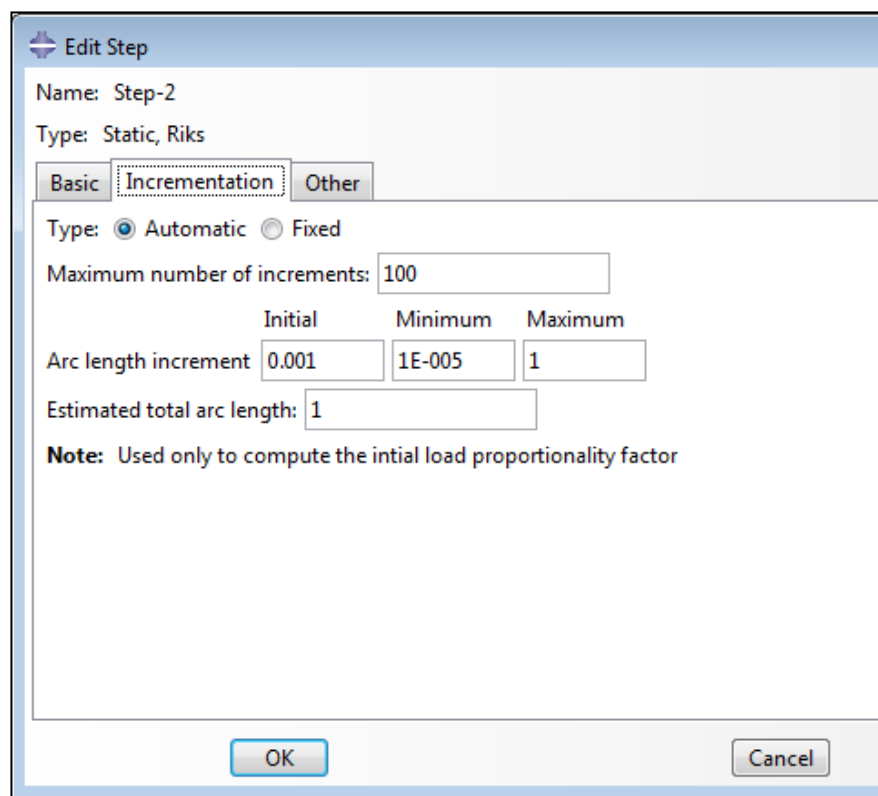 Edit Step
Name: Step-2
Type: Static, Riks
Basic Incrementation Other
Type: Automatic Fixed
Maximum number of increments: 100
Initial Minimum Maximum
Arc length increment 0.001 1E-005 1
Estimated total arc length: 1
Note: Used only to compute the intial load proportionality factor
OK Cancel